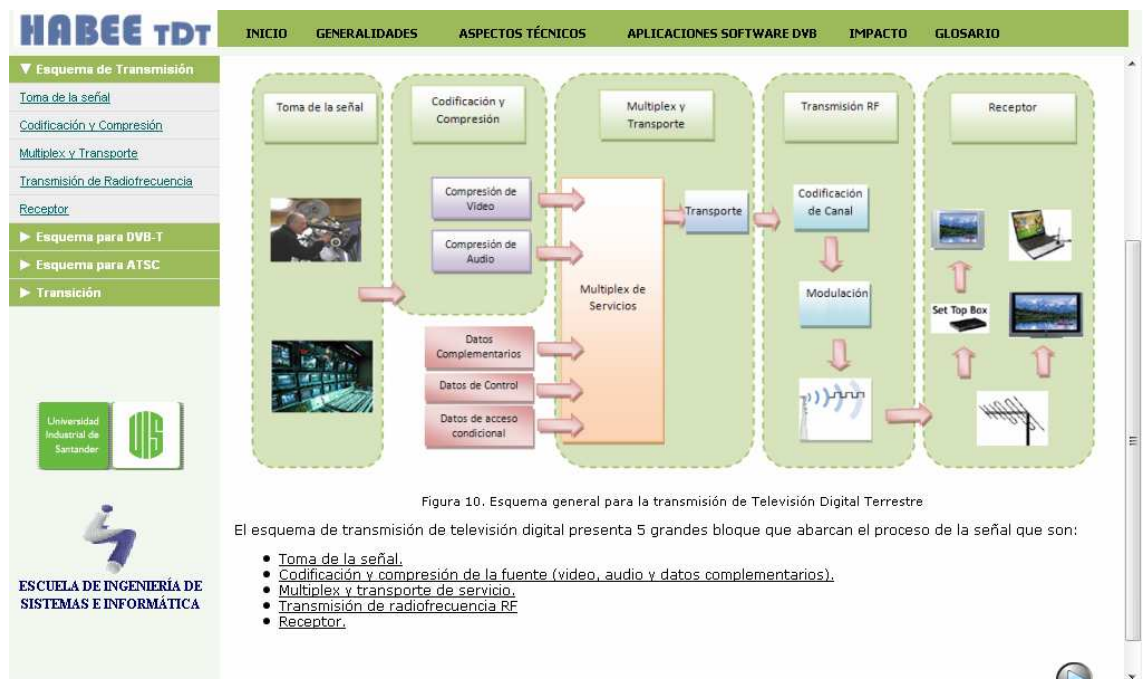 HABEE TDT
INICIO GENERALIDADES ASPECTOS TÉCNICOS APLICACIONES SOFTWARE DVB IMPACTO GLOSARIO
▼ Esquema de Transmisión
Toma de la señal
Codificación y Compresión
Multiplex y Transporte
Transmisión de Radiofrecuencia
Receptor
▶ Esquema para DVB-T
▶ Esquema para ATSC
▶ Transición
Universidad
Industrial de
Santander
UIS
ESCUELA DE INGENIERÍA DE
SISTEMAS E INFORMÁTICA
Toma de la señal
Codificación y
Compresión
Multiplex y
Transporte
Transmisión RF
Receptor
Compresión de
Video
Compresión de
Audio
Datos
Complementarios
Datos de Control
Datos de acceso
condicional
Multiplex de
Servicios
Transporte
Codificación
de Canal
Modulación
Set Top Box
Figura 10. Esquema general para la transmisión de Televisión Digital Terrestre
El esquema de transmisión de televisión digital presenta 5 grandes bloque que abarcan el proceso de la señal que son:
• Toma de la señal.
• Codificación y compresión de la fuente (video, audio y datos complementarios).
• Multiplex y transporte de servicio.
• Transmisión de radiofrecuencia RF
• Receptor.